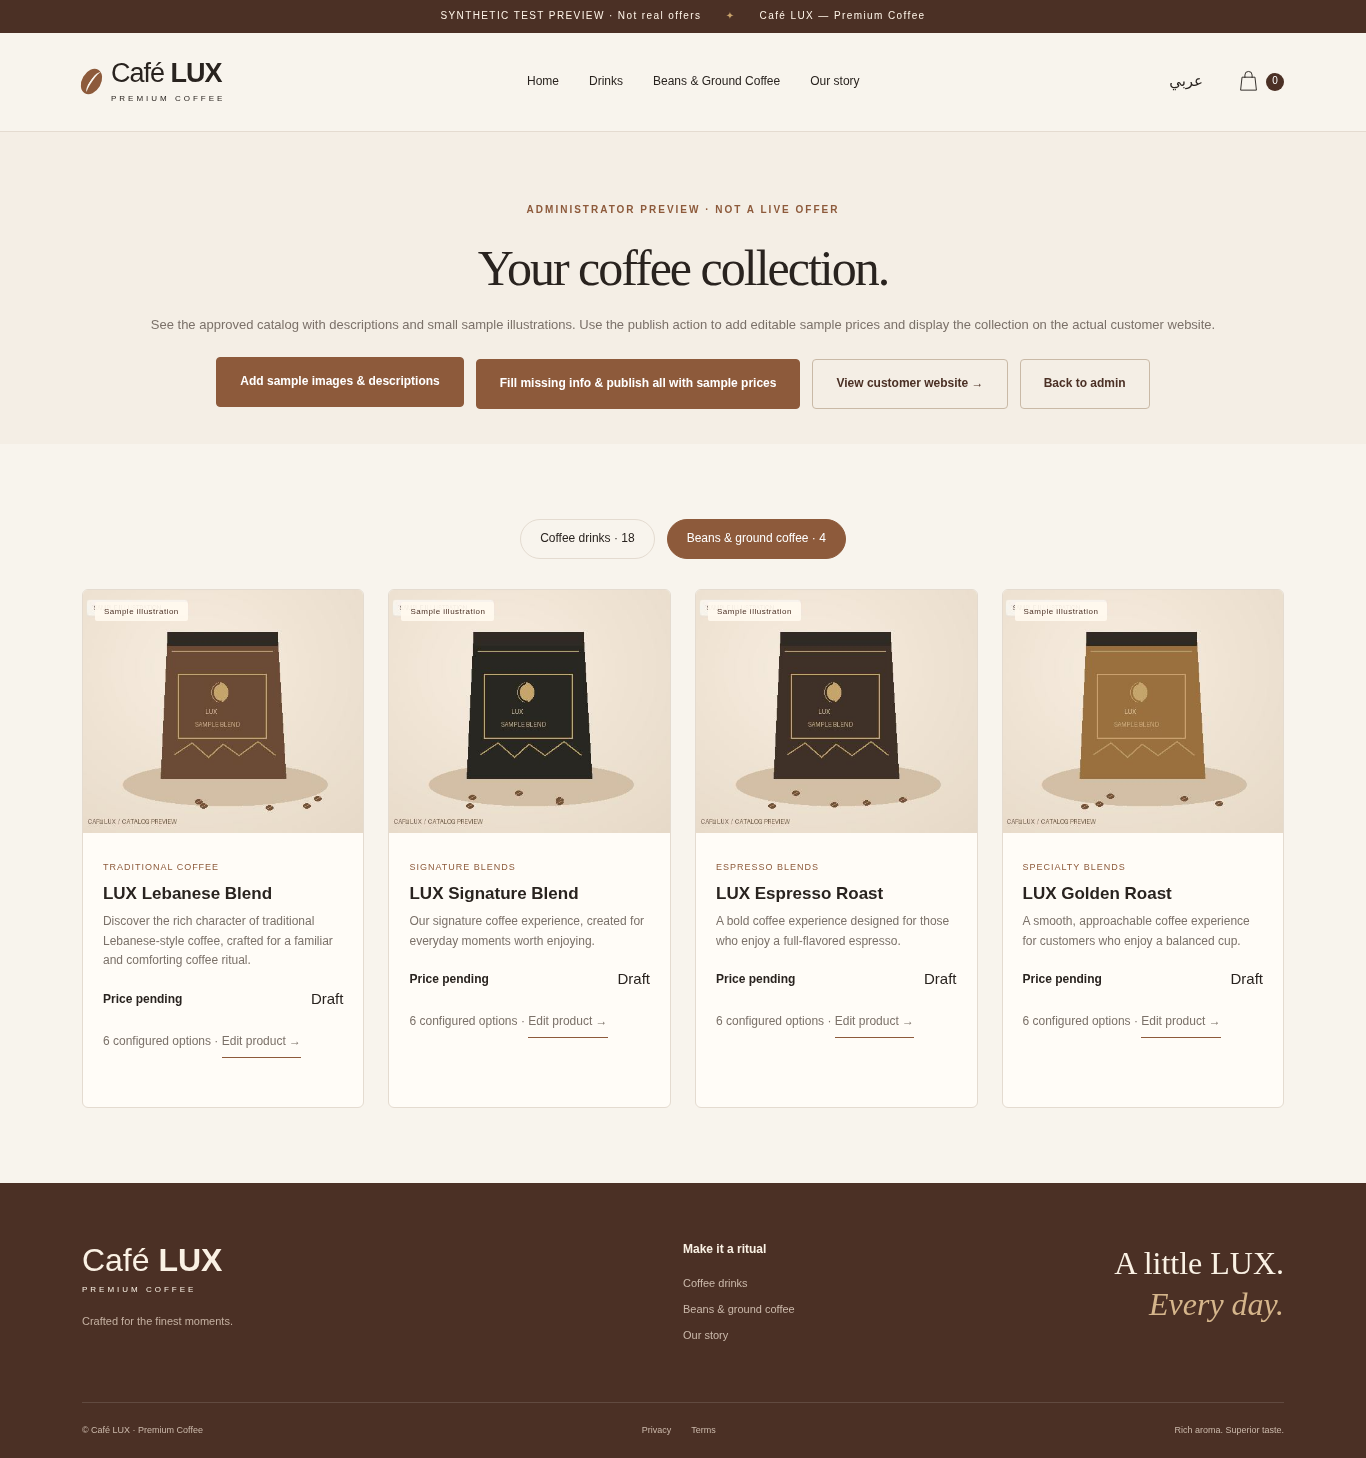 SYNTHETIC TEST PREVIEW · Not real offers ✦ Café LUX — Premium Coffee
Café LUX
PREMIUM COFFEE
Home Drinks Beans & Ground Coffee Our story
عربي
0
ADMINISTRATOR PREVIEW · NOT A LIVE OFFER
Your coffee collection.
See the approved catalog with descriptions and small sample illustrations. Use the publish action to add editable sample prices and display the collection on the actual customer website.
Add sample images & descriptions
Fill missing info & publish all with sample prices
View customer website →
Back to admin
Coffee drinks · 18
Beans & ground coffee · 4
Sample illustration
LUX
SAMPLE BLEND
CAFÉ LUX / CATALOG PREVIEW
TRADITIONAL COFFEE
LUX Lebanese Blend
Discover the rich character of traditional
Lebanese-style coffee, crafted for a familiar
and comforting coffee ritual.
Price pending Draft
6 configured options · Edit product →
Sample illustration
LUX
SAMPLE BLEND
CAFÉ LUX / CATALOG PREVIEW
SIGNATURE BLENDS
LUX Signature Blend
Our signature coffee experience, created for
everyday moments worth enjoying.
Price pending Draft
6 configured options · Edit product →
Sample illustration
LUX
SAMPLE BLEND
CAFÉ LUX / CATALOG PREVIEW
ESPRESSO BLENDS
LUX Espresso Roast
A bold coffee experience designed for those
who enjoy a full-flavored espresso.
Price pending Draft
6 configured options · Edit product →
Sample illustration
LUX
SAMPLE BLEND
CAFÉ LUX / CATALOG PREVIEW
SPECIALTY BLENDS
LUX Golden Roast
A smooth, approachable coffee experience
for customers who enjoy a balanced cup.
Price pending Draft
6 configured options · Edit product →
Café LUX
PREMIUM COFFEE
Crafted for the finest moments.
Make it a ritual
Coffee drinks
Beans & ground coffee
Our story
A little LUX.
Every day.
© Café LUX · Premium Coffee
Privacy Terms
Rich aroma. Superior taste.